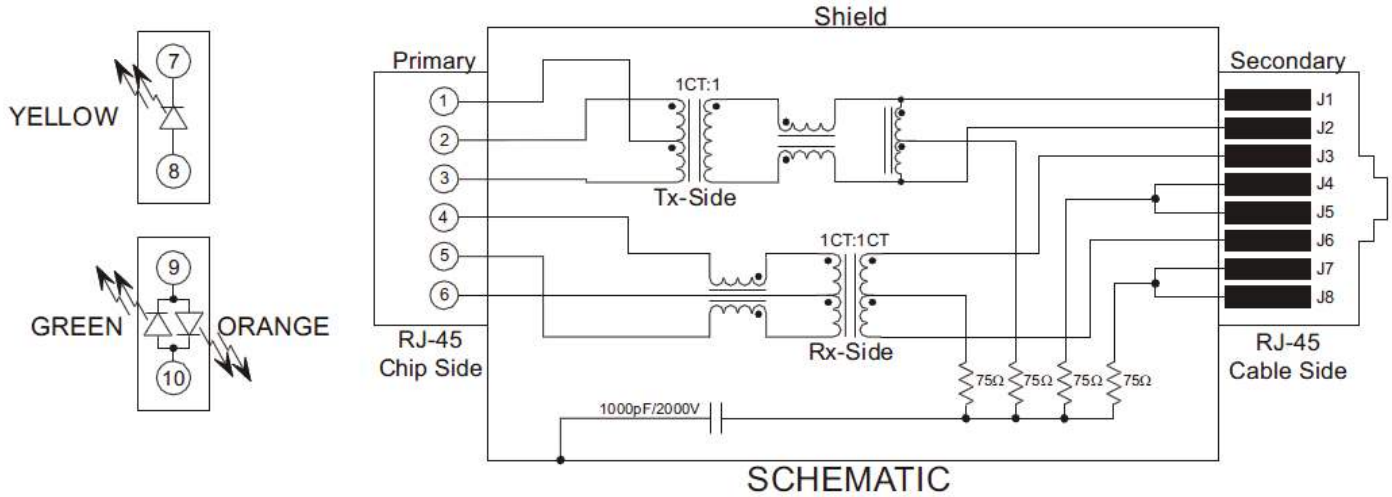 Shield
Primary
Secondary
7
YELLOW
8
1
2
3
4
5
6
1CT:1
Tx-Side
1CT:1CT
Rx-Side
J1
J2
J3
J4
J5
J6
J7
J8
9
GREEN
ORANGE
10
RJ-45
Chip Side
RJ-45
Cable Side
75Ω
75Ω
75Ω
75Ω
1000pF/2000V
SCHEMATIC